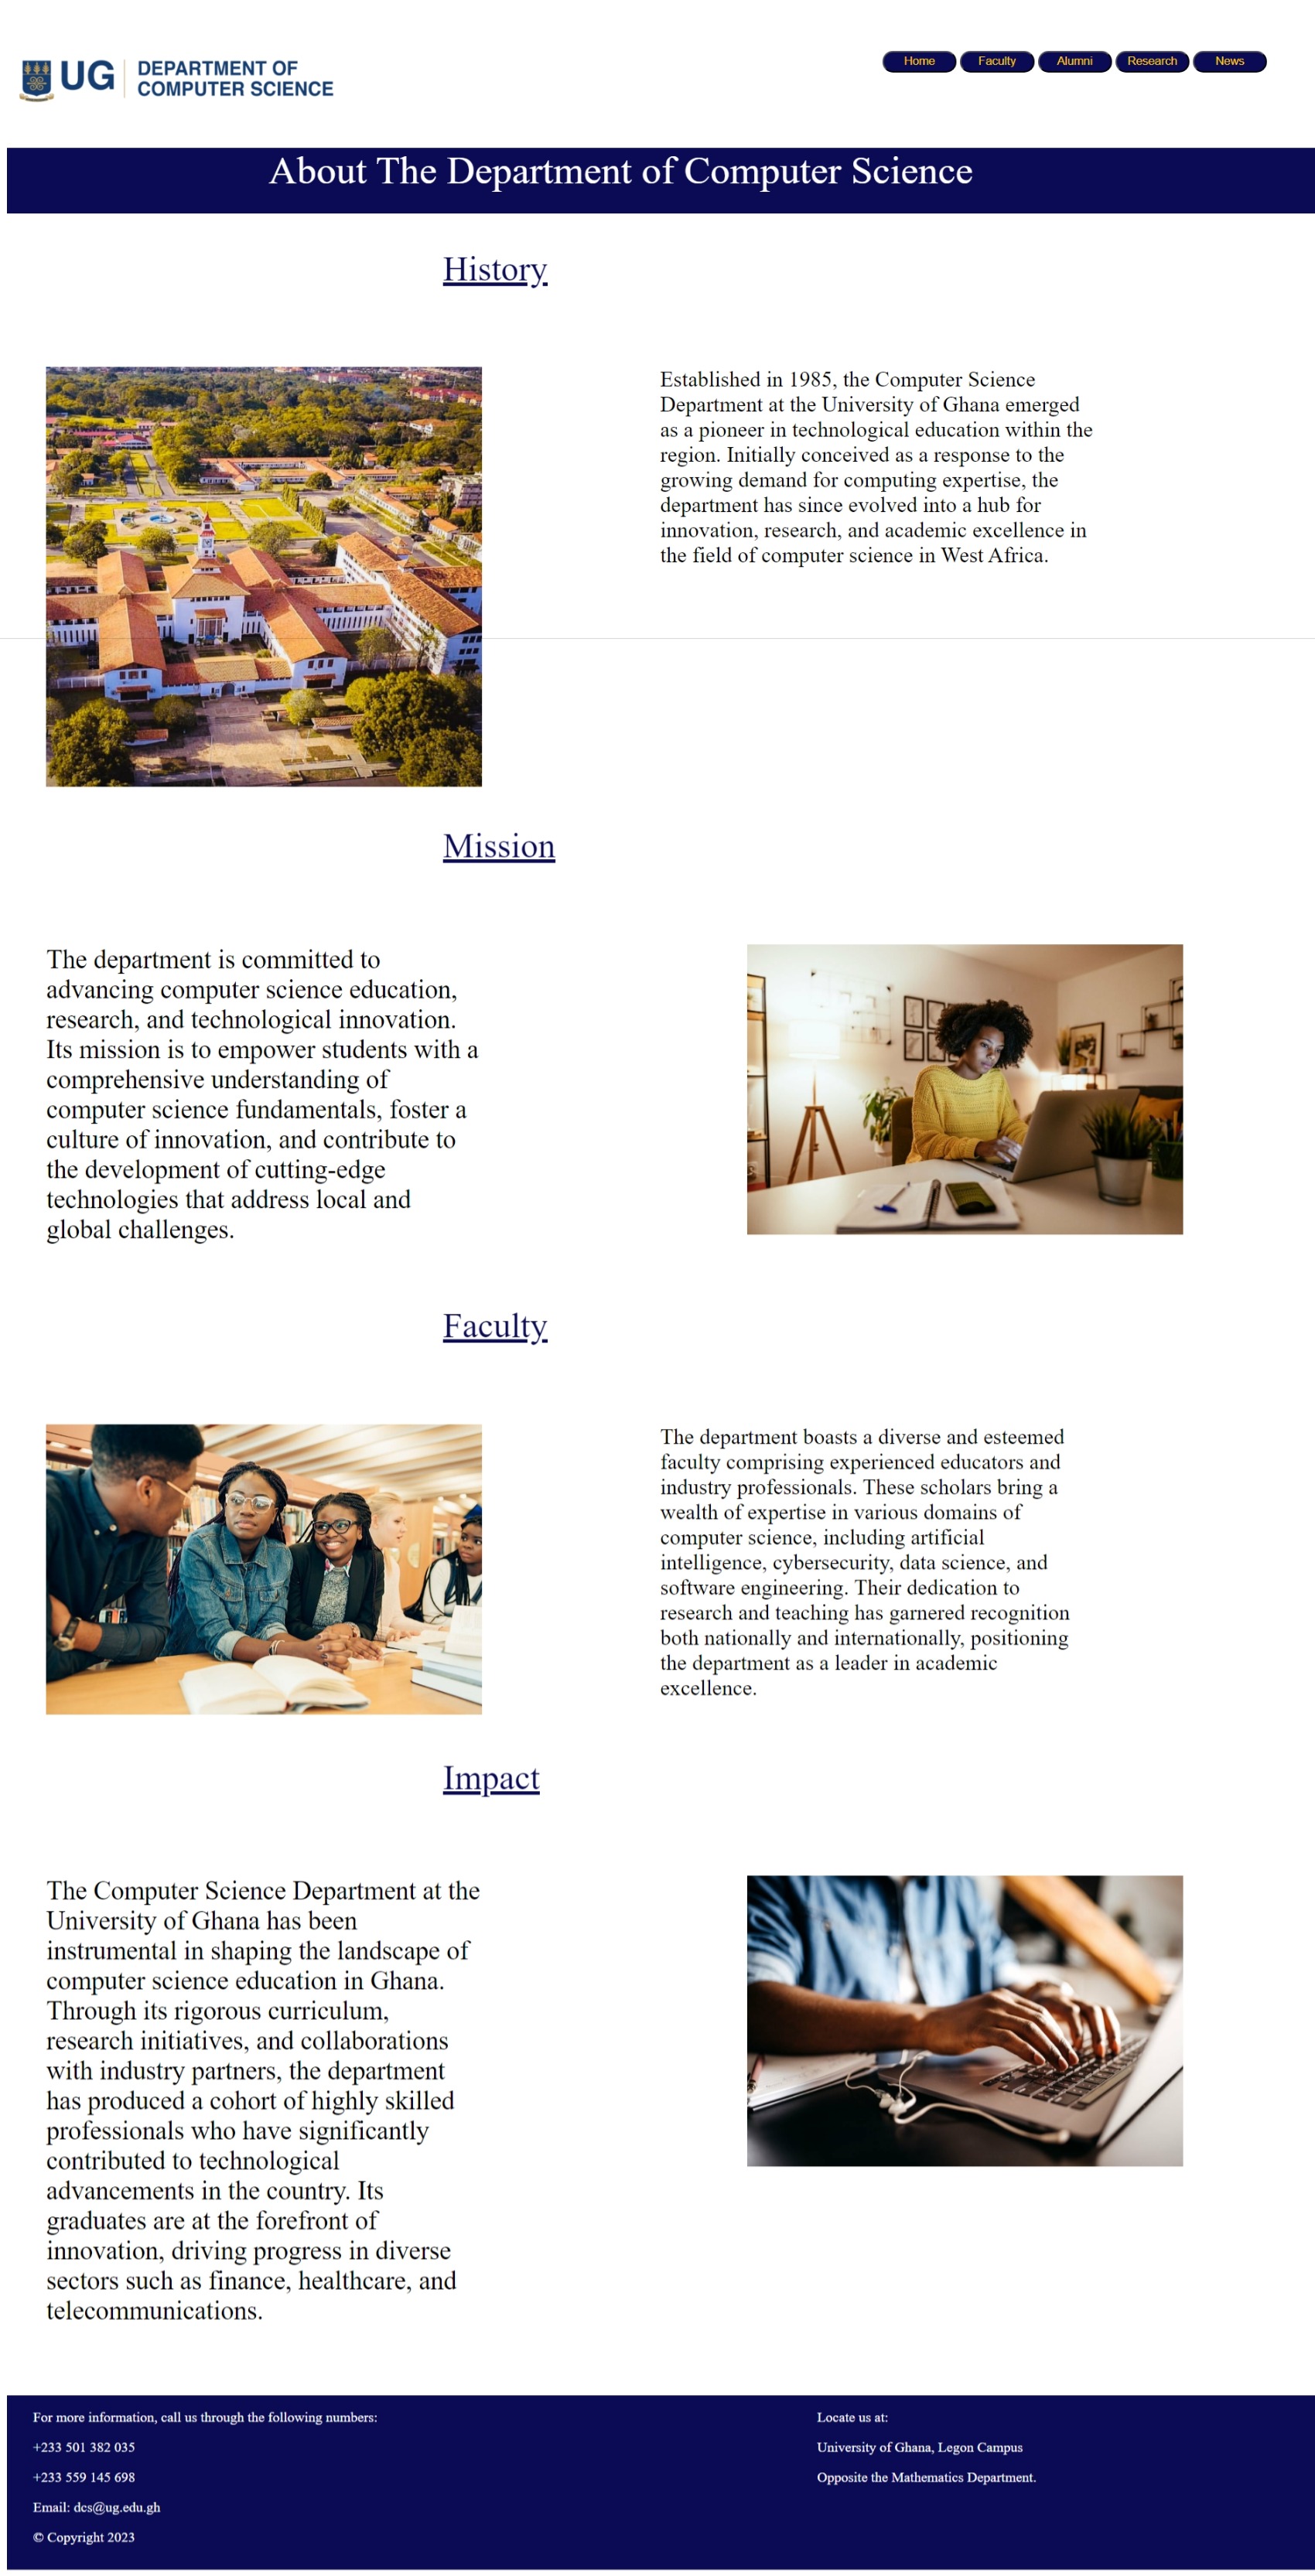 UG
DEPARTMENT OF
COMPUTER SCIENCE
Home
Faculty
Alumni
Research
News
About The Department of Computer Science
History
Established in 1985, the Computer Science
Department at the University of Ghana emerged
as a pioneer in technological education within the
region. Initially conceived as a response to the
growing demand for computing expertise, the
department has since evolved into a hub for
innovation, research, and academic excellence in
the field of computer science in West Africa.
Mission
The department is committed to
advancing computer science education,
research, and technological innovation.
Its mission is to empower students with a
comprehensive understanding of
computer science fundamentals, foster a
culture of innovation, and contribute to
the development of cutting-edge
technologies that address local and
global challenges.
Faculty
The department boasts a diverse and esteemed
faculty comprising experienced educators and
industry professionals. These scholars bring a
wealth of expertise in various domains of
computer science, including artificial
intelligence, cybersecurity, data science, and
software engineering. Their dedication to
research and teaching has garnered recognition
both nationally and internationally, positioning
the department as a leader in academic
excellence.
Impact
The Computer Science Department at the
University of Ghana has been
instrumental in shaping the landscape of
computer science education in Ghana.
Through its rigorous curriculum,
research initiatives, and collaborations
with industry partners, the department
has produced a cohort of highly skilled
professionals who have significantly
contributed to technological
advancements in the country. Its
graduates are at the forefront of
innovation, driving progress in diverse
sectors such as finance, healthcare, and
telecommunications.
For more information, call us through the following numbers:
+233 501 382 035
+233 559 145 698
Email: dcs@ug.edu.gh
© Copyright 2023
Locate us at:
University of Ghana, Legon Campus
Opposite the Mathematics Department.